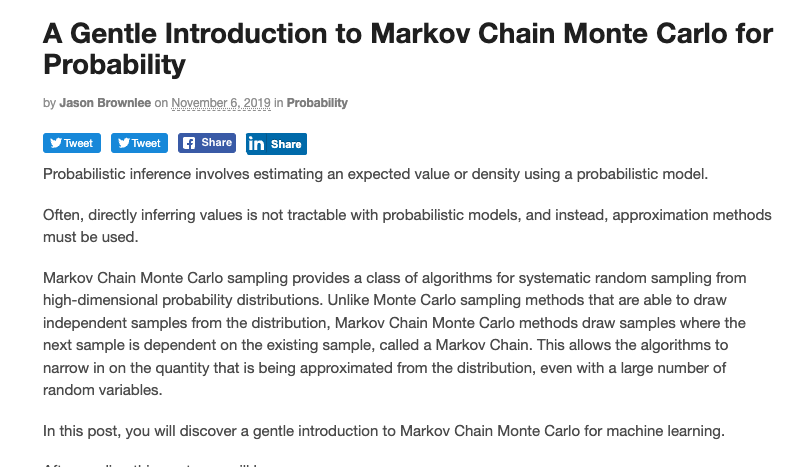 A Gentle Introduction to Markov Chain Monte Carlo for
Probability
by Jason Brownlee on November 6, 2019 in Probability
Tweet Tweet Share Share
Probabilistic inference involves estimating an expected value or density using a probabilistic model.
Often, directly inferring values is not tractable with probabilistic models, and instead, approximation methods
must be used.
Markov Chain Monte Carlo sampling provides a class of algorithms for systematic random sampling from
high-dimensional probability distributions. Unlike Monte Carlo sampling methods that are able to draw
independent samples from the distribution, Markov Chain Monte Carlo methods draw samples where the
next sample is dependent on the existing sample, called a Markov Chain. This allows the algorithms to
narrow in on the quantity that is being approximated from the distribution, even with a large number of
random variables.
In this post, you will discover a gentle introduction to Markov Chain Monte Carlo for machine learning.